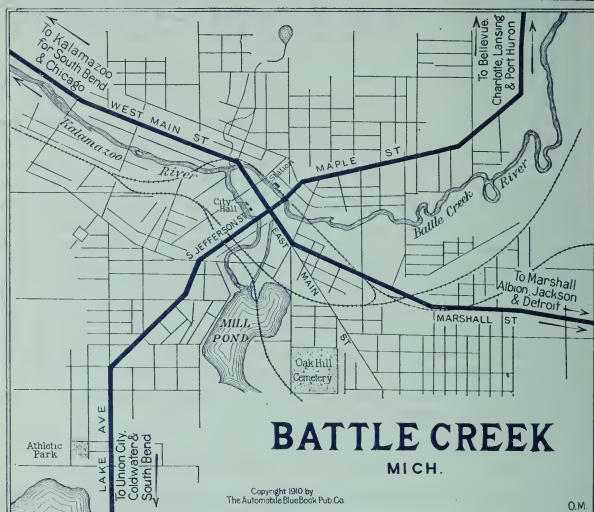 To Kalamazoo
for South Bend
& Chicago
To Bellevue.
Charlotte, Lansing
& Port Huron
WEST MAIN ST
Kalamazoo
River
MAPLE ST.
Station
City
Hall
S. JEFFERSON ST.
EAST
MAIN
ST
Battle Creek River
To Marshall
Albion, Jackson
& Detroit
MARSHALL ST
MILL
POND
Oak Hill
Cemetery
LAKE AVE
Athletic
Park
To Union City,
Coldwater &
South Bend
BATTLE CREEK
MICH.
Copyright 1910 by
The Automobile Blue Book Pub. Co.
O.M.